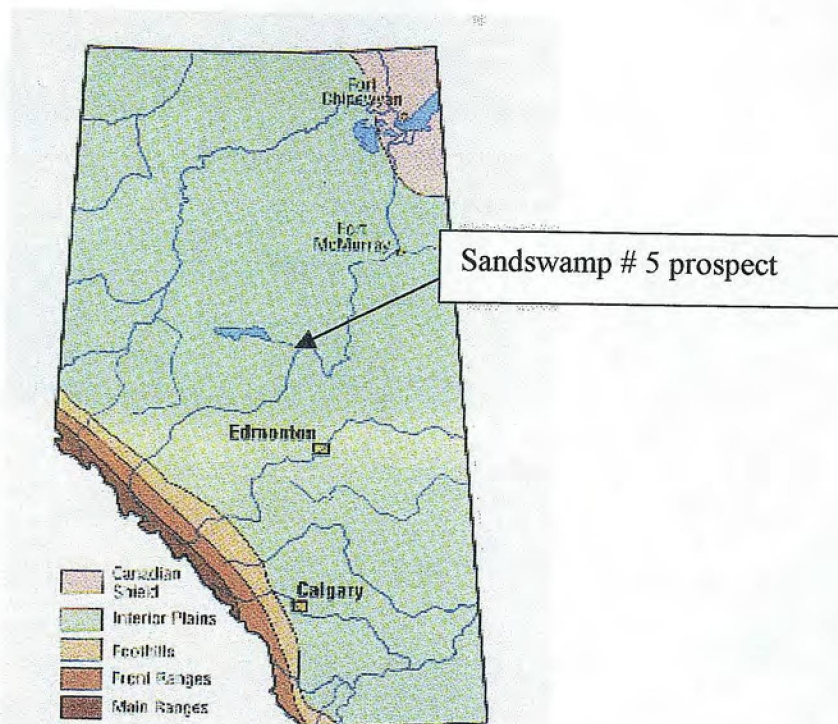 Fort
Chipewyan
Fort
McMurray
Sandswamp # 5 prospect
Edmonton
Calgary
Canadian
Shield
Interior Plains
Foothills
Front Ranges
Main Ranges